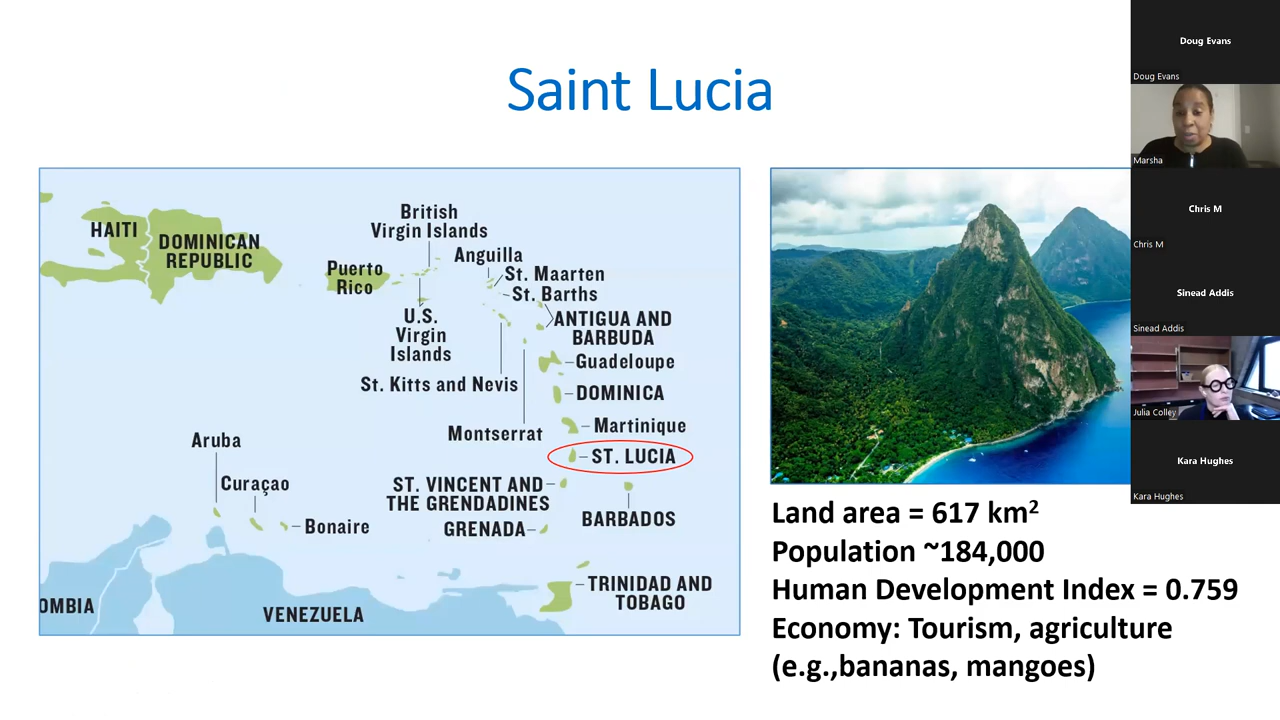 Saint Lucia
HAITI
DOMINICAN
REPUBLIC
Puerto
Rico
British
Virgin Islands
Anguilla
St. Maarten
St. Barths
U.S.
Virgin
Islands
ANTIGUA AND
BARBUDA
Guadeloupe
St. Kitts and Nevis
DOMINICA
Montserrat
Martinique
ST. LUCIA
Aruba
Curaçao
Bonaire
ST. VINCENT AND
THE GRENDADINES
GRENADA
BARBADOS
TRINIDAD AND
TOBAGO
OMBIA
VENEZUELA
Land area = 617 km²
Population ~184,000
Human Development Index = 0.759
Economy: Tourism, agriculture
(e.g.,bananas, mangoes)
Doug Evans
Doug Evans
Marsha
Chris M
Chris M
Sinead Addis
Sinead Addis
Julia Colley
Kara Hughes
Kara Hughes